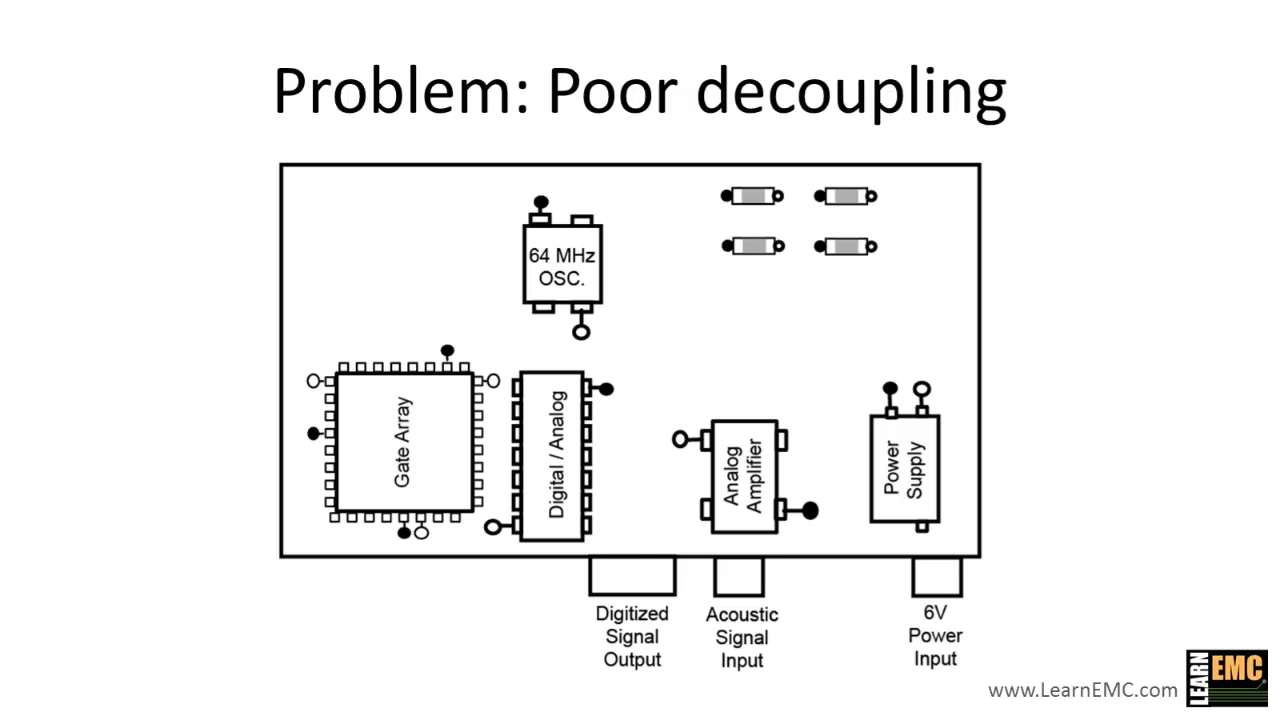 Problem: Poor decoupling
64 MHz
OSC.
Gate Array
Digital / Analog
Analog
Amplifier
Power
Supply
Digitized
Signal
Output
Acoustic
Signal
Input
6V
Power
Input
www.LearnEMC.com
LEARN
EMC